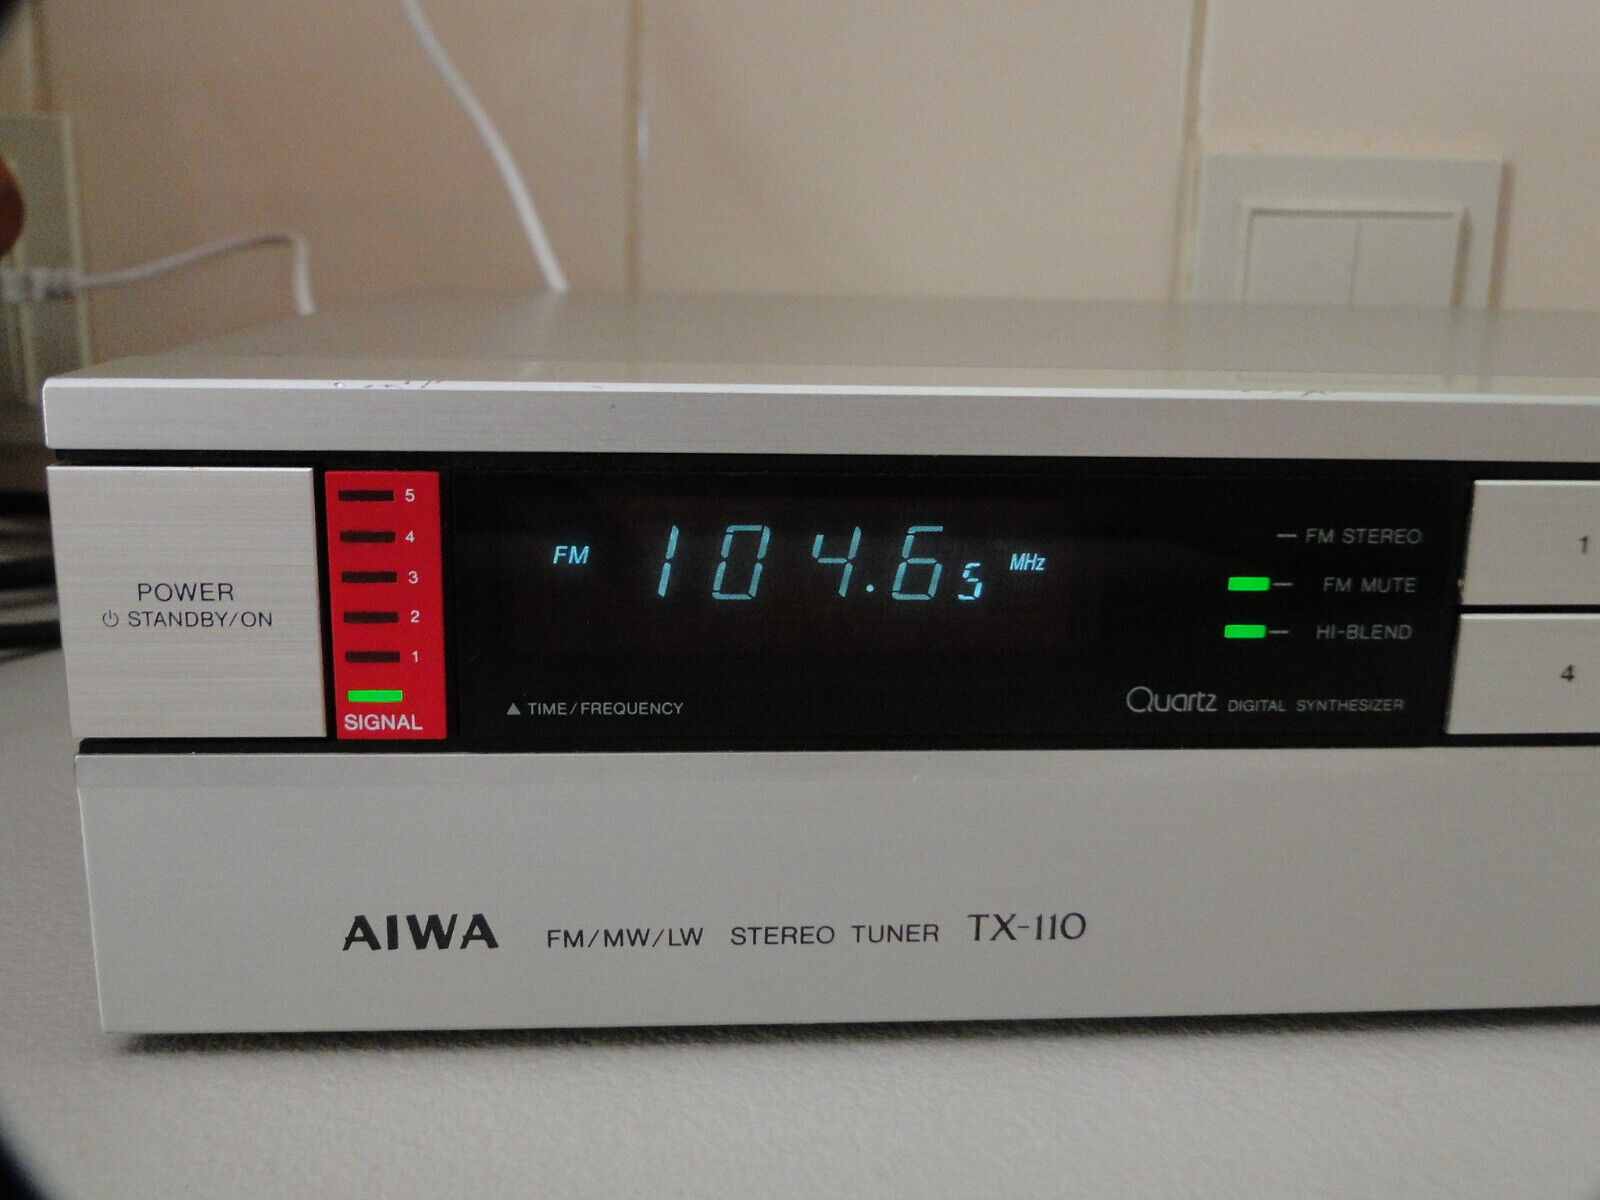 5
4
3
2
1
SIGNAL
POWER
⏻ STANDBY/ON
FM 104.65 MHz
▲ TIME/FREQUENCY
FM STEREO
FM MUTE
HI-BLEND
Quartz DIGITAL SYNTHESIZER
1
4
AIWA FM/MW/LW STEREO TUNER TX-110